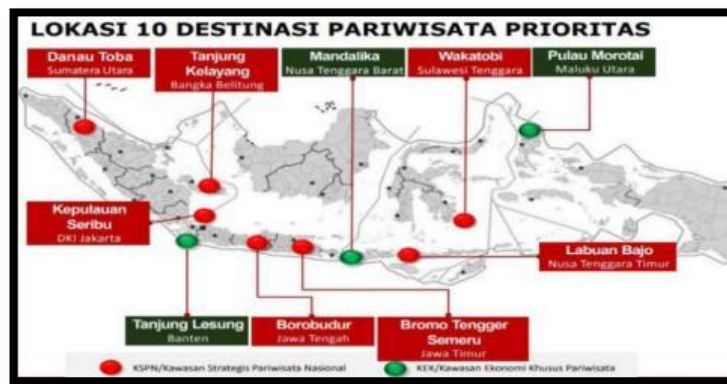 LOKASI 10 DESTINASI PARIWISATA PRIORITAS
Danau Toba
Sumatera Utara
Tanjung
Kelayang
Bangka Belitung
Mandalika
Nusa Tenggara Barat
Wakatobi
Sulawesi Tenggara
Pulau Morotai
Maluku Utara
Kepulauan
Seribu
DKI Jakarta
Labuan Bajo
Nusa Tenggara Timur
Tanjung Lesung
Banten
Borobudur
Jawa Tengah
Bromo Tengger
Semeru
Jawa Timur
KSPN/Kawasan Strategis Pariwisata Nasional
KEK/Kawasan Ekonomi Khusus Pariwisata